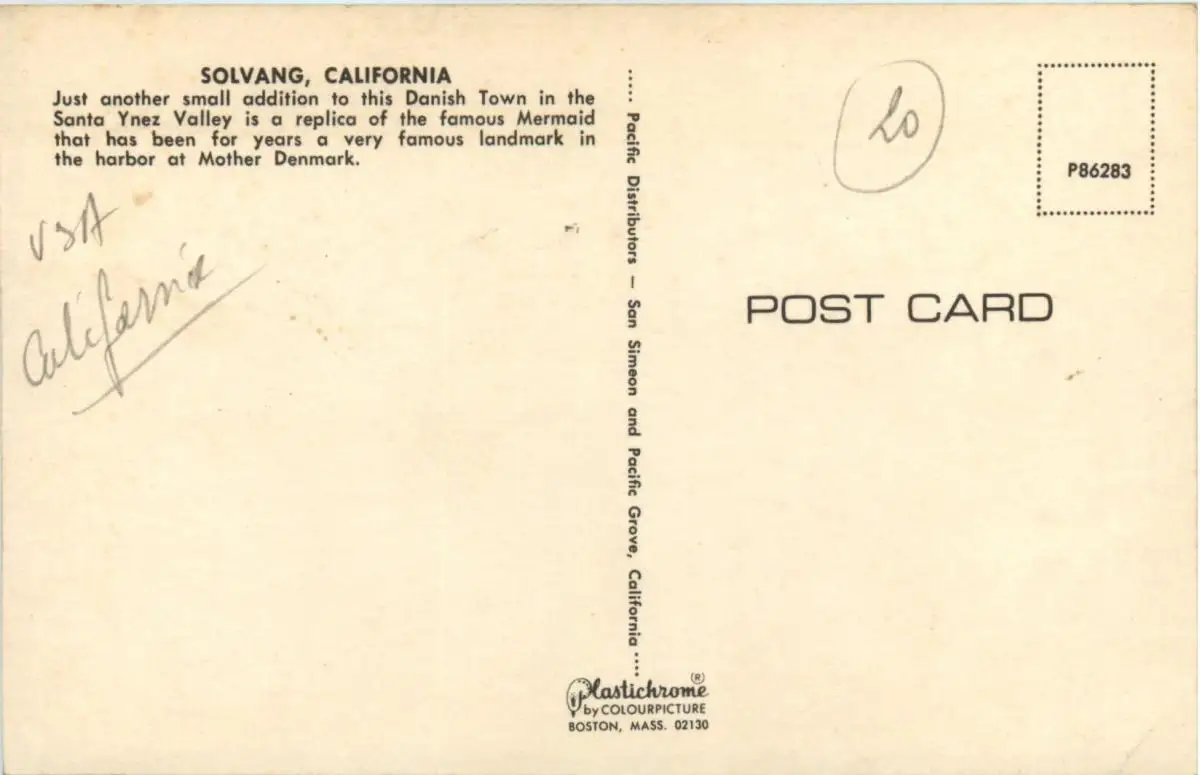 SOLVANG, CALIFORNIA
Just another small addition to this Danish Town in the
Santa Ynez Valley is a replica of the famous Mermaid
that has been for years a very famous landmark in
the harbor at Mother Denmark.
USA
California
..... Pacific Distributors — San Simeon and Pacific Grove, California .....
Plastichrome ®
by COLOURPICTURE
BOSTON, MASS. 02130
20
P86283
POST CARD